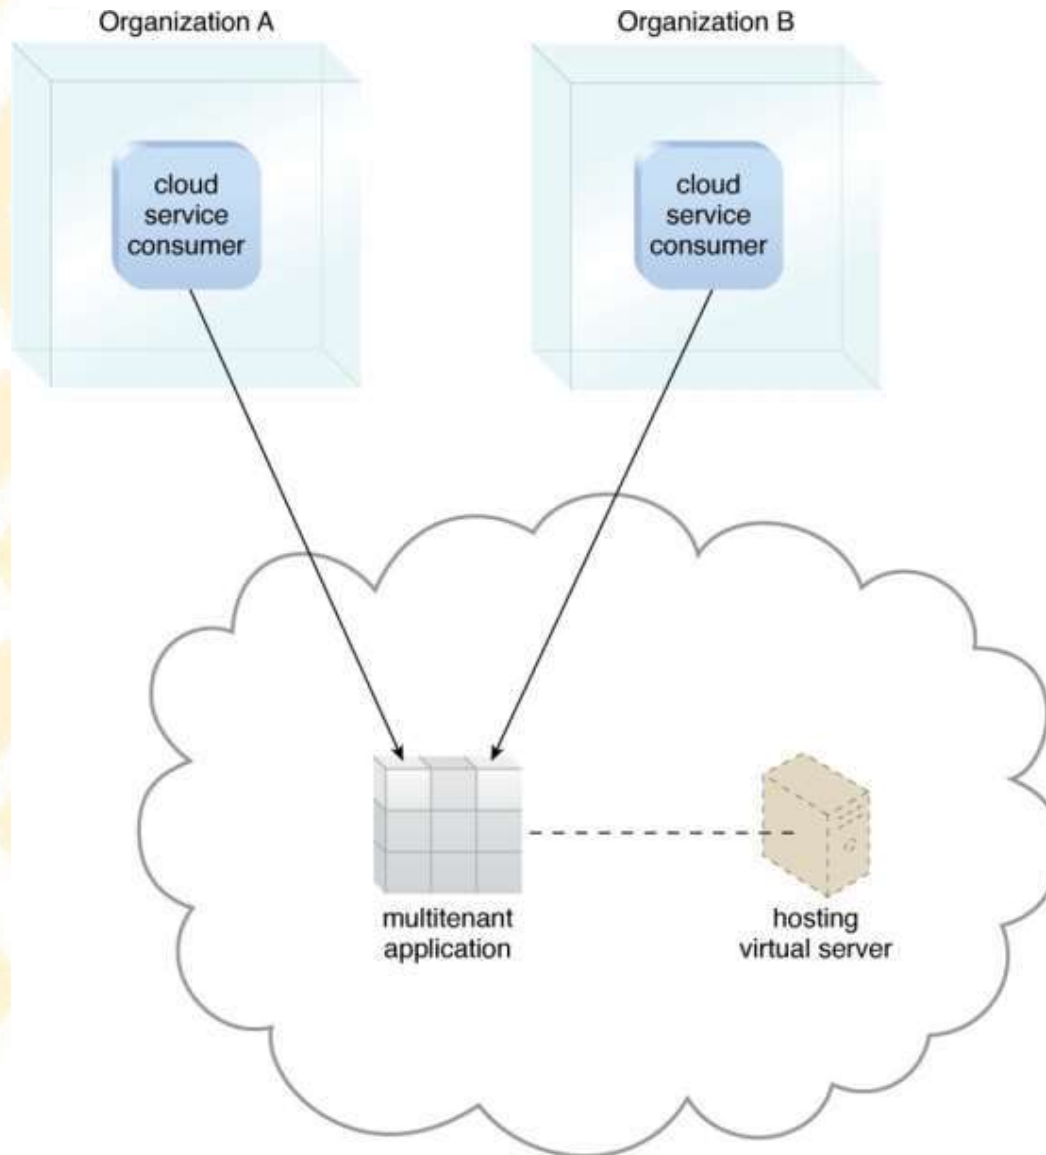 Organization A
Organization B
cloud
service
consumer
cloud
service
consumer
multitenant
application
hosting
virtual server